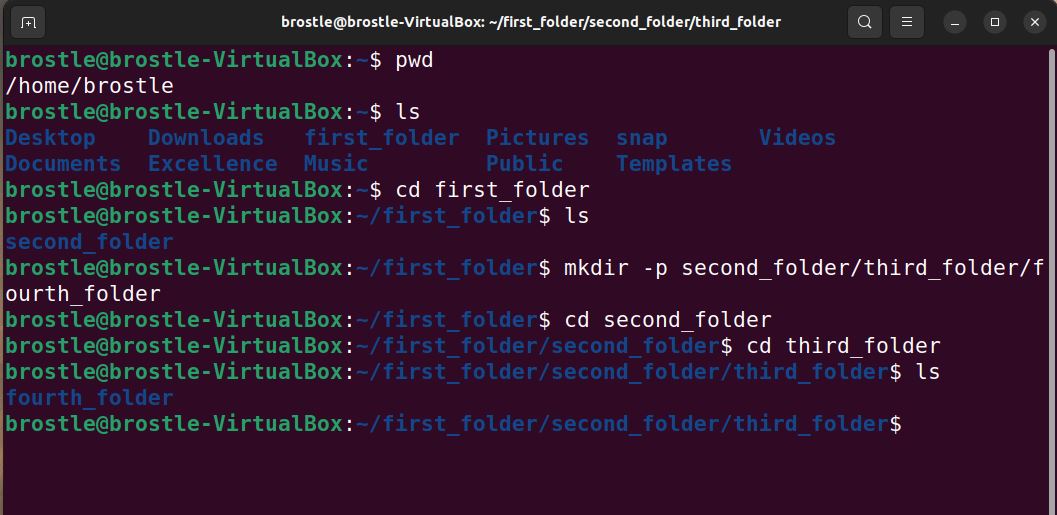 brostle@brostle-VirtualBox: ~/first_folder/second_folder/third_folder
brostle@brostle-VirtualBox:~$ pwd
/home/brostle
brostle@brostle-VirtualBox:~$ ls
Desktop    Downloads   first_folder  Pictures  snap       Videos
Documents  Excellence  Music         Public    Templates
brostle@brostle-VirtualBox:~$ cd first_folder
brostle@brostle-VirtualBox:~/first_folder$ ls
second_folder
brostle@brostle-VirtualBox:~/first_folder$ mkdir -p second_folder/third_folder/f
ourth_folder
brostle@brostle-VirtualBox:~/first_folder$ cd second_folder
brostle@brostle-VirtualBox:~/first_folder/second_folder$ cd third_folder
brostle@brostle-VirtualBox:~/first_folder/second_folder/third_folder$ ls
fourth_folder
brostle@brostle-VirtualBox:~/first_folder/second_folder/third_folder$